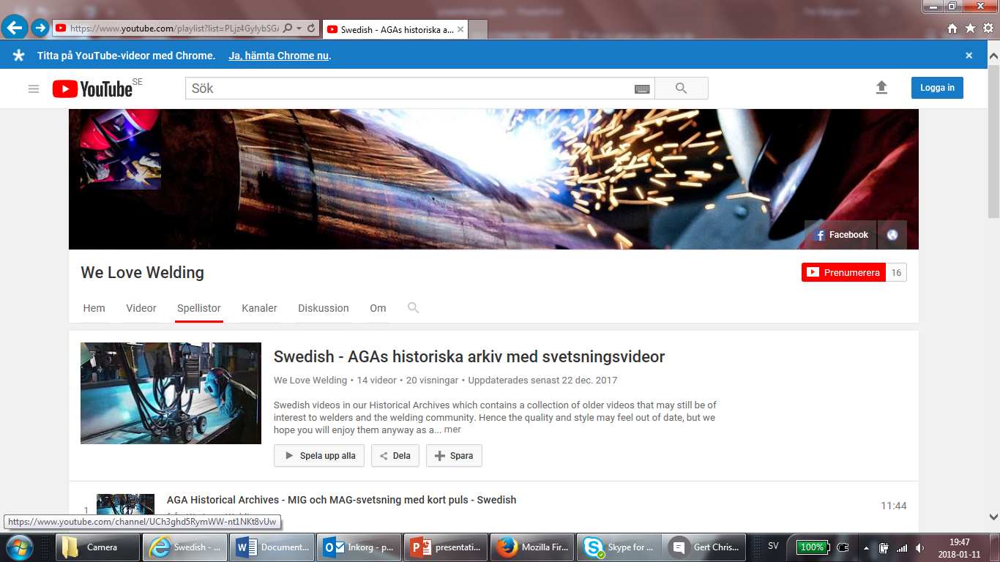 https://www.youtube.com/playlist?list=PLjz4GylybSG
Swedish - AGAs historiska a...
Titta på YouTube-videor med Chrome. Ja, hämta Chrome nu.
YouTube SE
Sök
Logga in
Facebook
We Love Welding
Prenumerera 16
Hem Videor Spellistor Kanaler Diskussion Om
Swedish - AGAs historiska arkiv med svetsningsvideor
We Love Welding • 14 videor • 20 visningar • Uppdaterades senast 22 dec. 2017
Swedish videos in our Historical Archives which contains a collection of older videos that may still be of
interest to welders and the welding community. Hence the quality and style may feel out of date, but we
hope you will enjoy them anyway as a... mer
Spela upp alla Dela Spara
1 AGA Historical Archives - MIG och MAG-svetsning med kort puls - Swedish 11:44
https://www.youtube.com/channel/UCh3ghd5RymWW-nt1NKt8vUw
Camera Swedish - ... Document... Inkorg - p... presentati... Mozilla Fir... Skype for ... Gert Chris... SV 100% 19:47
2018-01-11